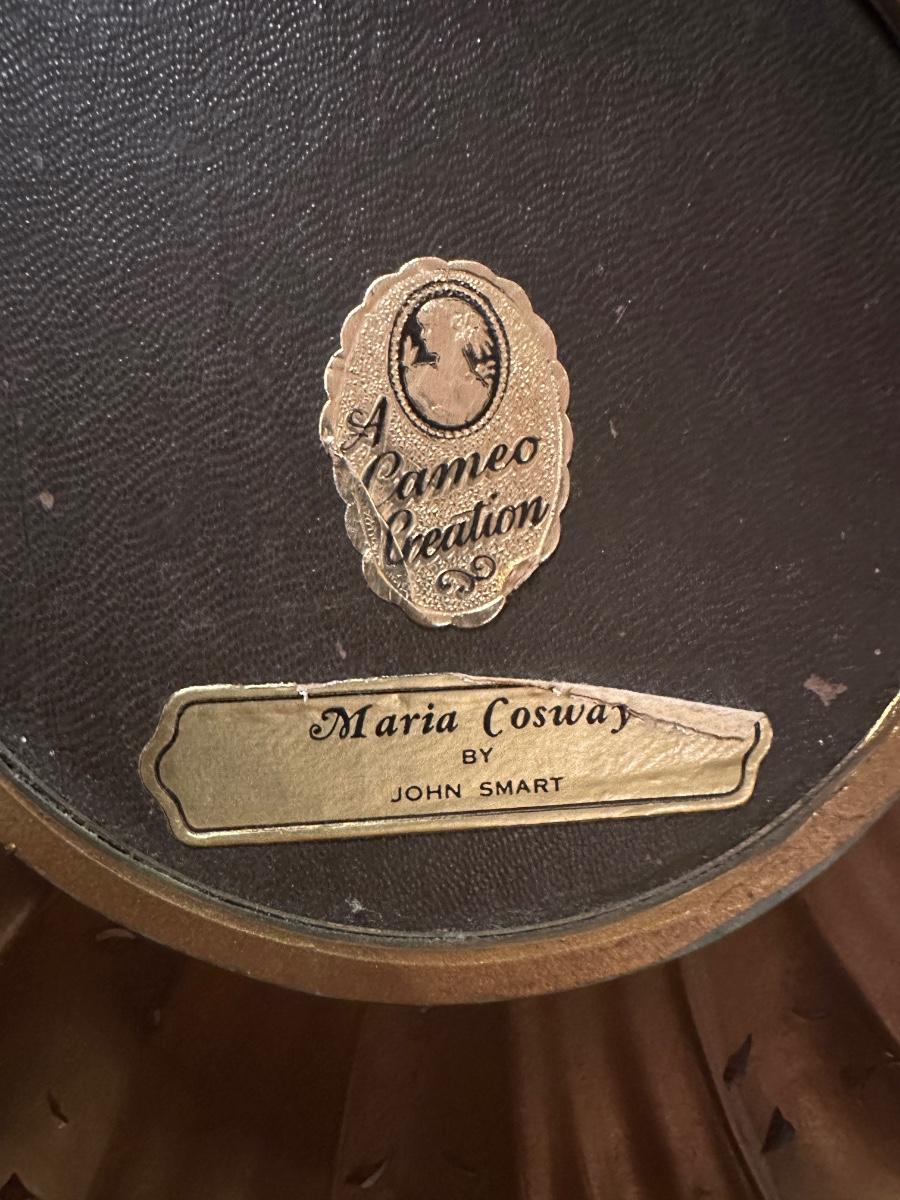 A
Cameo
Creation
Maria Cosway
BY
JOHN SMART